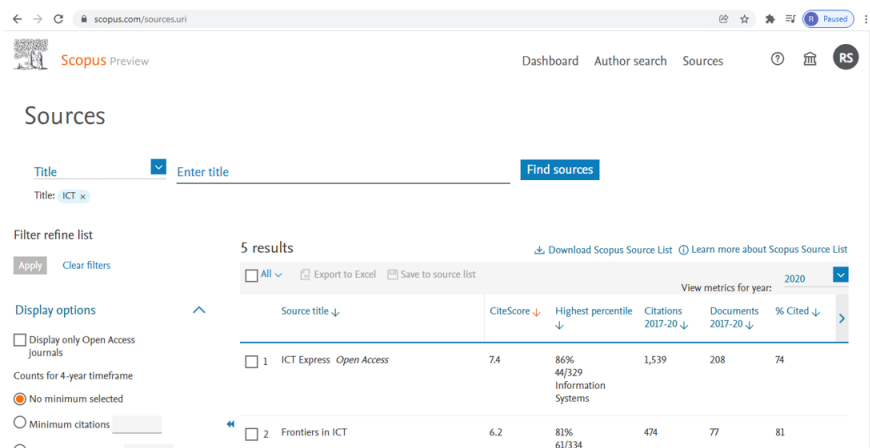 scopus.com/sources.uri
R Paused
Scopus Preview
Dashboard Author search Sources
RS
Sources
Title
Enter title
Find sources
Title: ICT ×
Filter refine list
Apply Clear filters
Display options
Display only Open Access
journals
Counts for 4-year timeframe
No minimum selected
Minimum citations
5 results
Download Scopus Source List Learn more about Scopus Source List
All Export to Excel Save to source list
View metrics for year: 2020
Source title CiteScore Highest percentile Citations 2017-20 Documents 2017-20 % Cited
1 ICT Express Open Access 7.4 86% 1,539 208 74
44/329
Information
Systems
2 Frontiers in ICT 6.2 81% 474 77 81
61/334